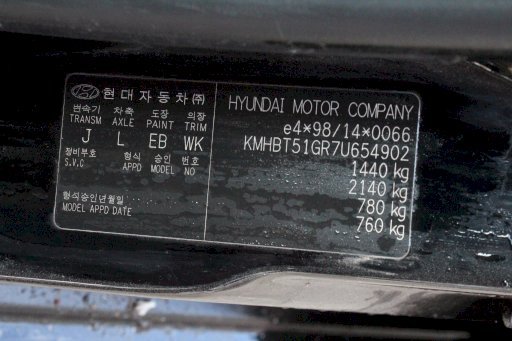 현대자동차㈜
변속기 차축 도장 의장
TRANSM AXLE PAINT TRIM
J L EB WK
정비부호 형식 승인 번호
S.V.C. APPD MODEL NO
형식승인년월일
MODEL APPD DATE
HYUNDAI MOTOR COMPANY
e4*98/14*0066
KMHBT51GR7U654902
1440 kg
2140 kg
780 kg
760 kg